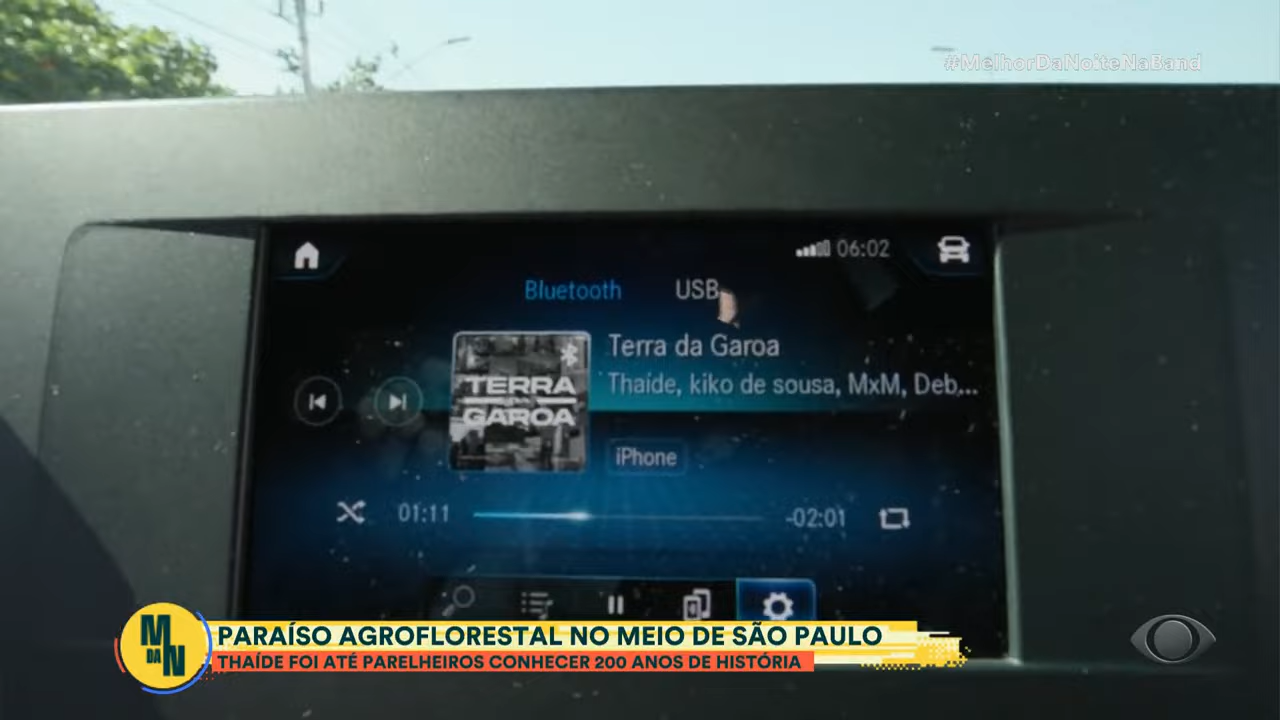 #MelhorDaNoiteNaBand
06:02
Bluetooth
USB
Terra da Garoa
Thaíde, kiko de sousa, MxM, Deb...
TERRA
GAROA
iPhone
01:11
-02:01
M
DA
N
PARAÍSO AGROFLORESTAL NO MEIO DE SÃO PAULO
THAÍDE FOI ATÉ PARELHEIROS CONHECER 200 ANOS DE HISTÓRIA